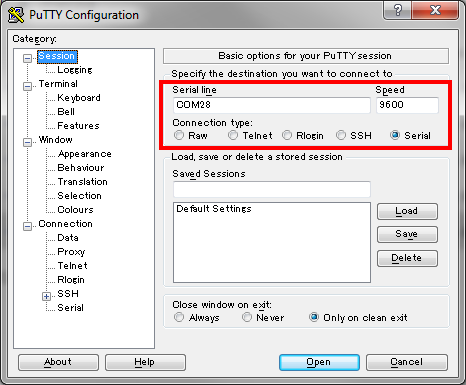 PuTTY Configuration
Category:
Session
Logging
Terminal
Keyboard
Bell
Features
Window
Appearance
Behaviour
Translation
Selection
Colours
Connection
Data
Proxy
Telnet
Rlogin
SSH
Serial
Basic options for your PuTTY session
Specify the destination you want to connect to
Serial line Speed
COM28 9600
Connection type:
Raw Telnet Rlogin SSH Serial
Load, save or delete a stored session
Saved Sessions
Default Settings
Load
Save
Delete
Close window on exit:
Always Never Only on clean exit
About Help Open Cancel